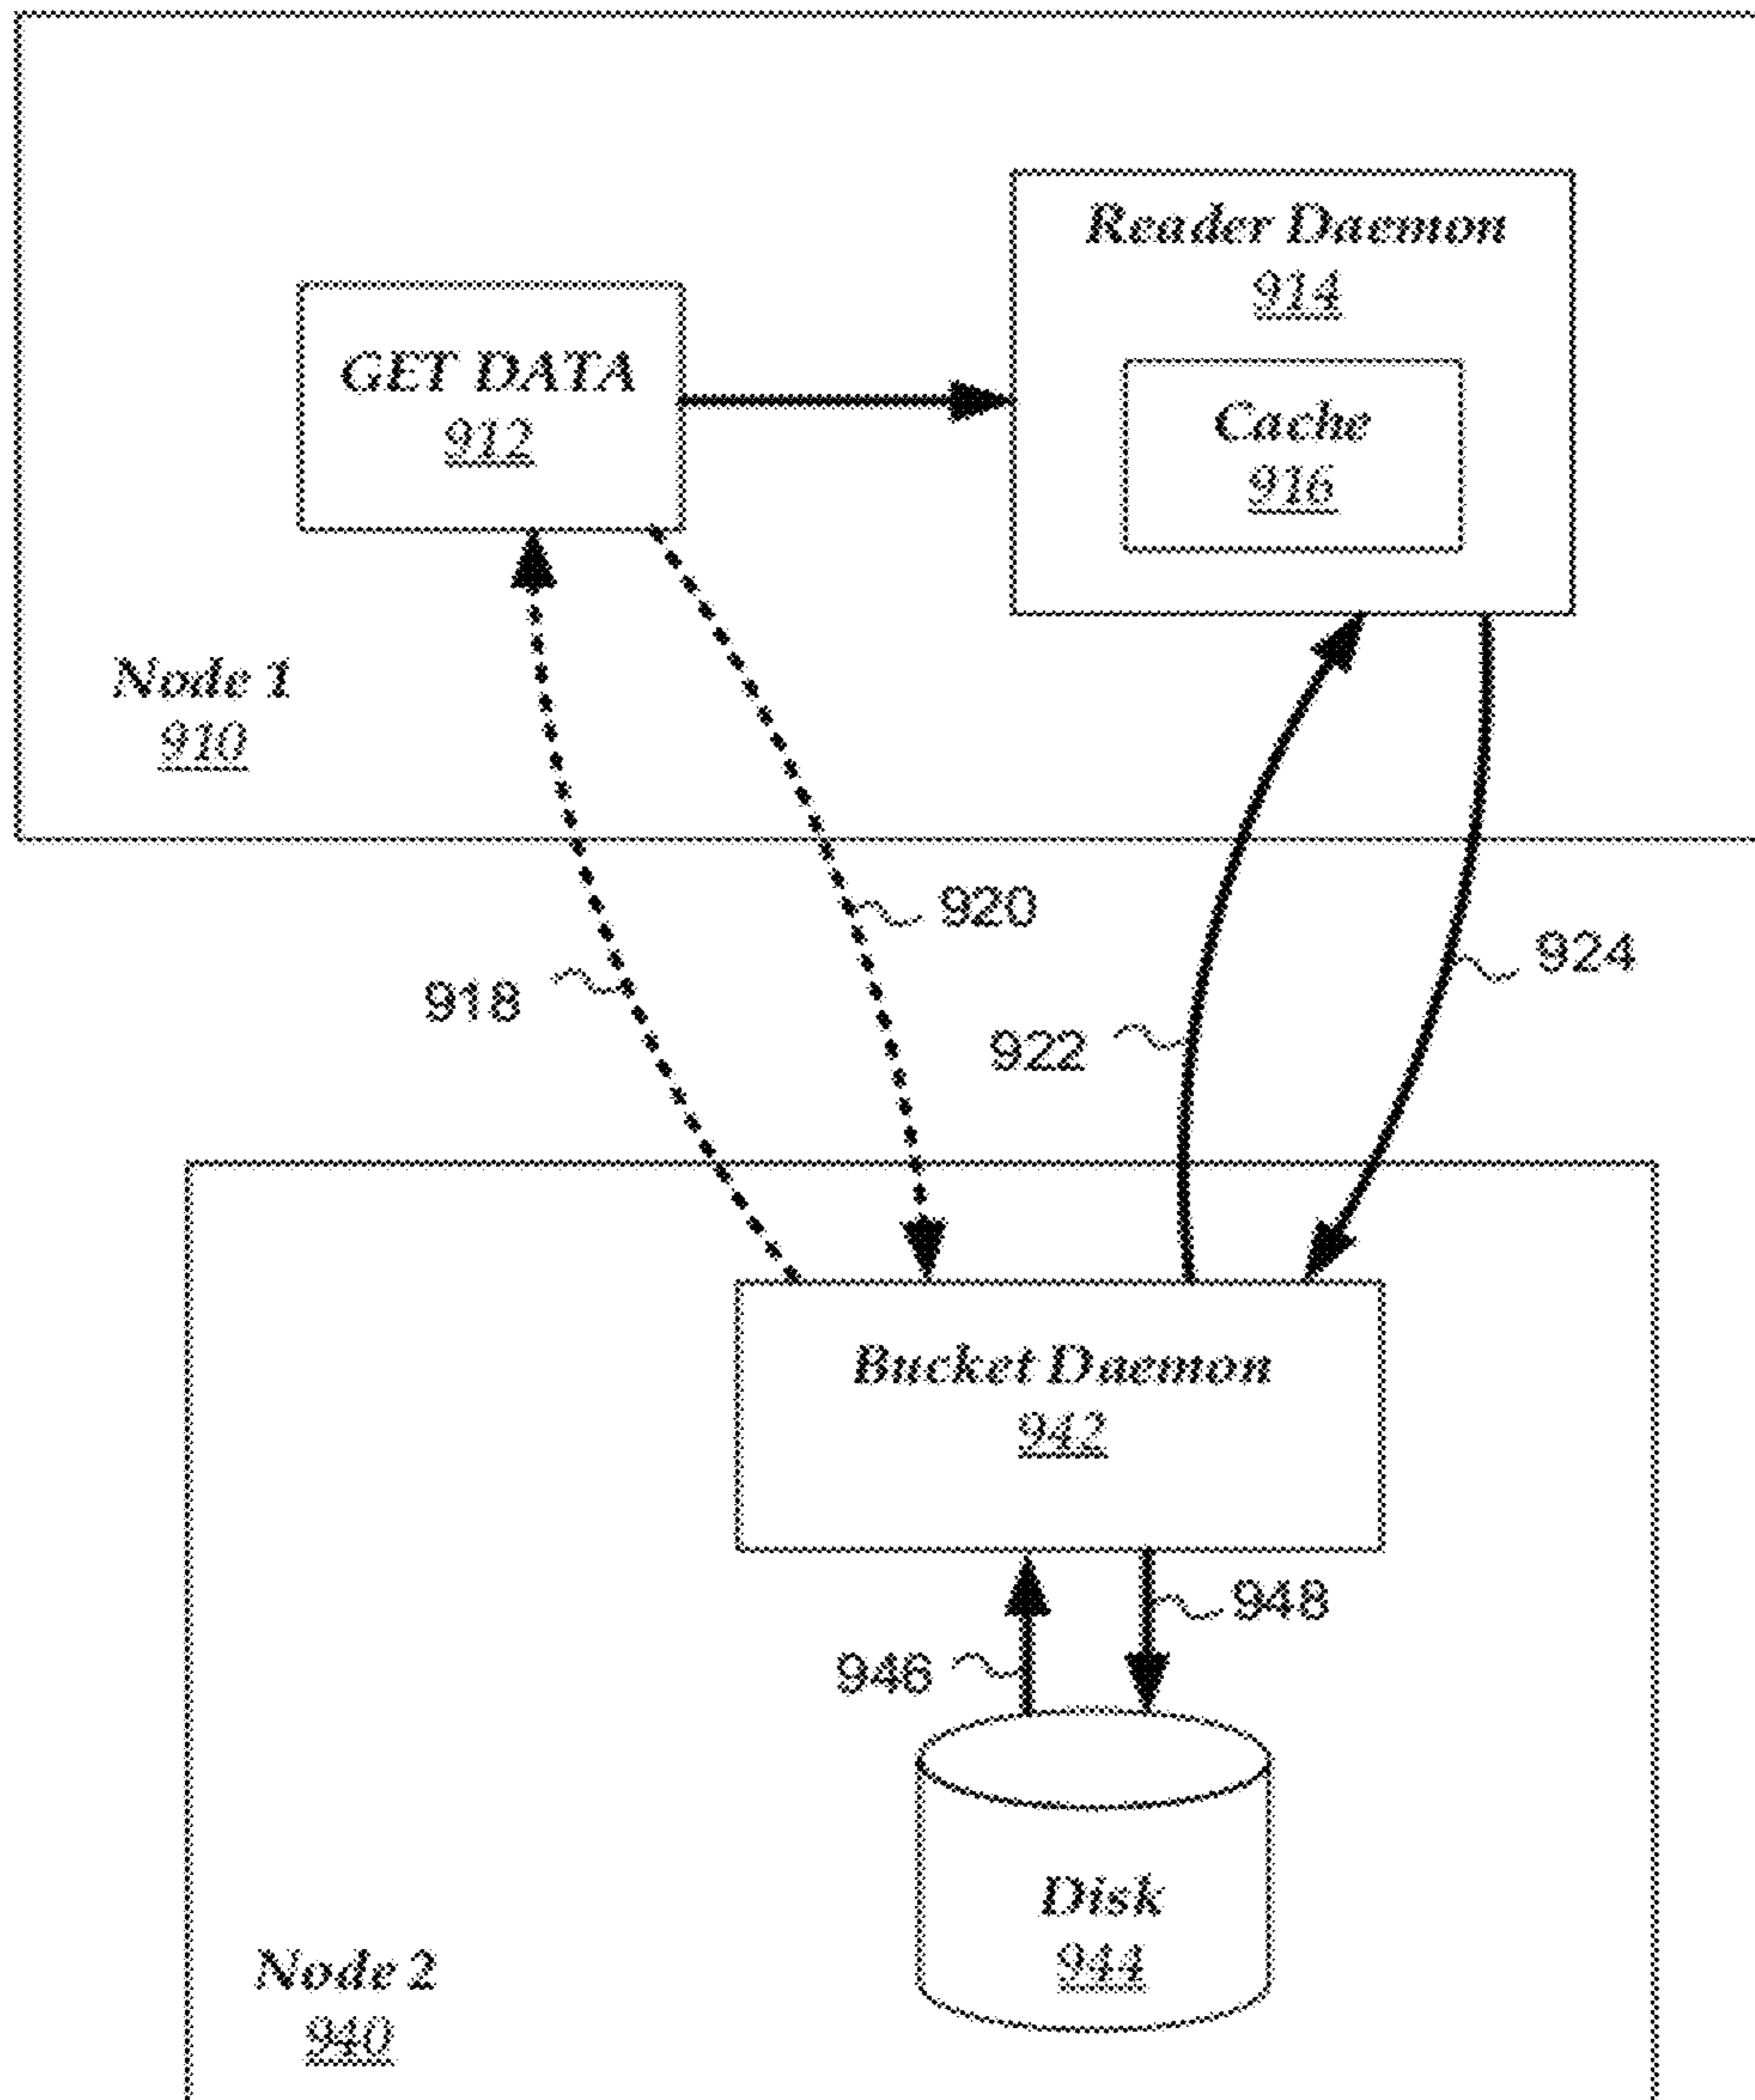 Reader Daemon
914
GET DATA
912
Cache
916
Node 1
910
920
924
918
922
Bucket Daemon
942
948
946
Disk
944
Node 2
940